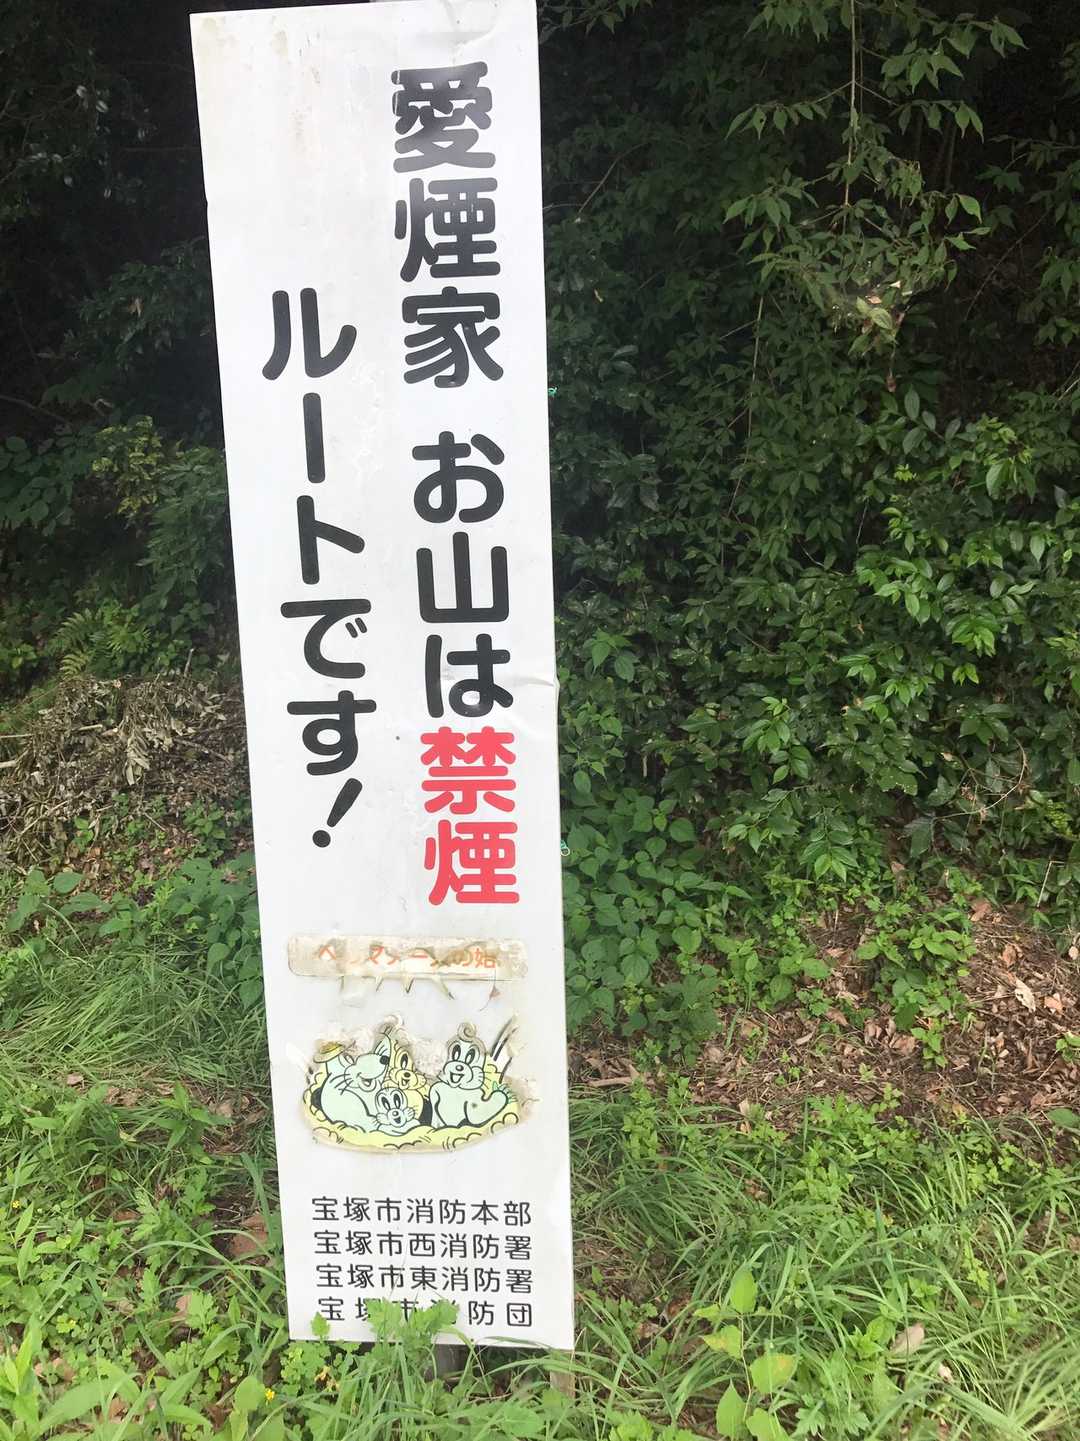 愛煙家 お山は禁煙
ルートです!
宝塚市消防本部
宝塚市西消防署
宝塚市東消防署
宝塚市消防団